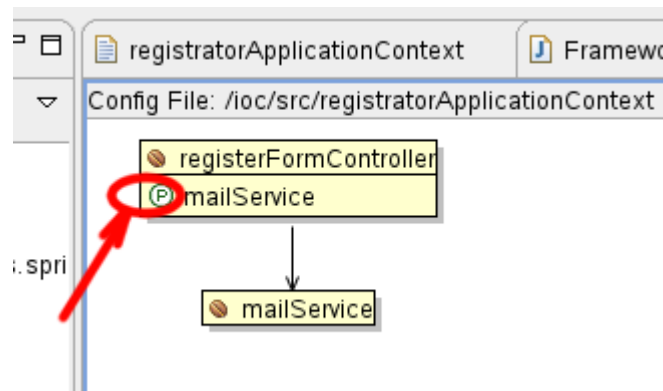 registratorApplicationContext
J Framewo
Config File: /ioc/src/registratorApplicationContext
registerFormController
P mailService
s.spri
mailService